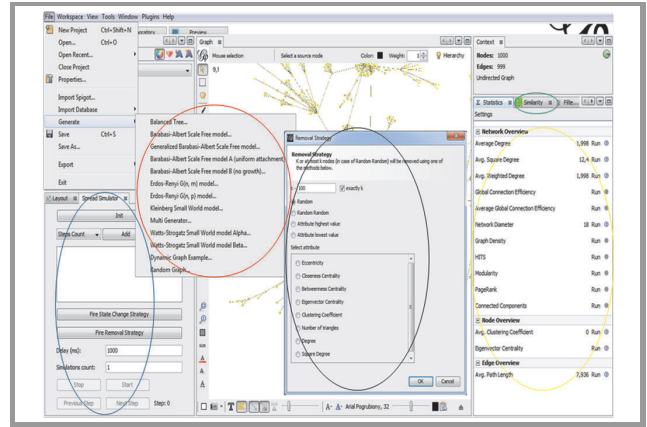 File Workspace View Tools Window Plugins Help
New Project Ctrl+Shift+N
Open... Ctrl+O
Open Recent...
Close Project
Properties...
Import Spigot...
Import Database
Generate
Save Ctrl+S
Save As...
Export
Exit
Balanced Tree...
Barabasi-Albert Scale Free model...
Generalized Barabasi-Albert Scale Free model...
Barabasi-Albert Scale Free model A (uniform attachment)
Barabasi-Albert Scale Free model B (no growth)...
Erdos-Renyi G(n, m) model...
Erdos-Renyi G(n, p) model...
Kleinberg Small World model...
Multi Generator...
Watts-Strogatz Small World model Alpha...
Watts-Strogatz Small World model Beta...
Dynamic Graph Example...
Random Graph...
Layout Spread Simulator
Init
Steps Count Add
Fire State Change Strategy
Fire Removal Strategy
Delay (ms): 1000
Simulations count: 1
Stop Start
Previous Step Next Step Step: 0
Graph
Mouse selection Select a source node Color: Weight: 1 Hierarchy
9,1
Removal Strategy
Removal Strategy
K or at most k nodes (in case of Random Random) will be removed using one of
the methods below.
100 exactly k
Random
Random Random
Attribute highest value
Attribute lowest value
Select attribute
Eccentricity
Closeness Centrality
Betweenness Centrality
Eigenvector Centrality
Clustering Coefficient
Number of triangles
Degree
Square Degree
OK Cancel
A- A- Arial Pogrubiony, 32
Context
Nodes: 1000
Edges: 999
Undirected Graph
Statistics Similarity Filte...
Settings
Network Overview
Average Degree 1,998 Run
Avg. Square Degree 12,4 Run
Avg. Weighted Degree 1,998 Run
Global Connection Efficiency Run
Average Global Connection Efficiency Run
Network Diameter 18 Run
Graph Density Run
HITS Run
Modularity Run
PageRank Run
Connected Components Run
Node Overview
Avg. Clustering Coefficient 0 Run
Eigenvector Centrality Run
Edge Overview
Avg. Path Length 7,936 Run